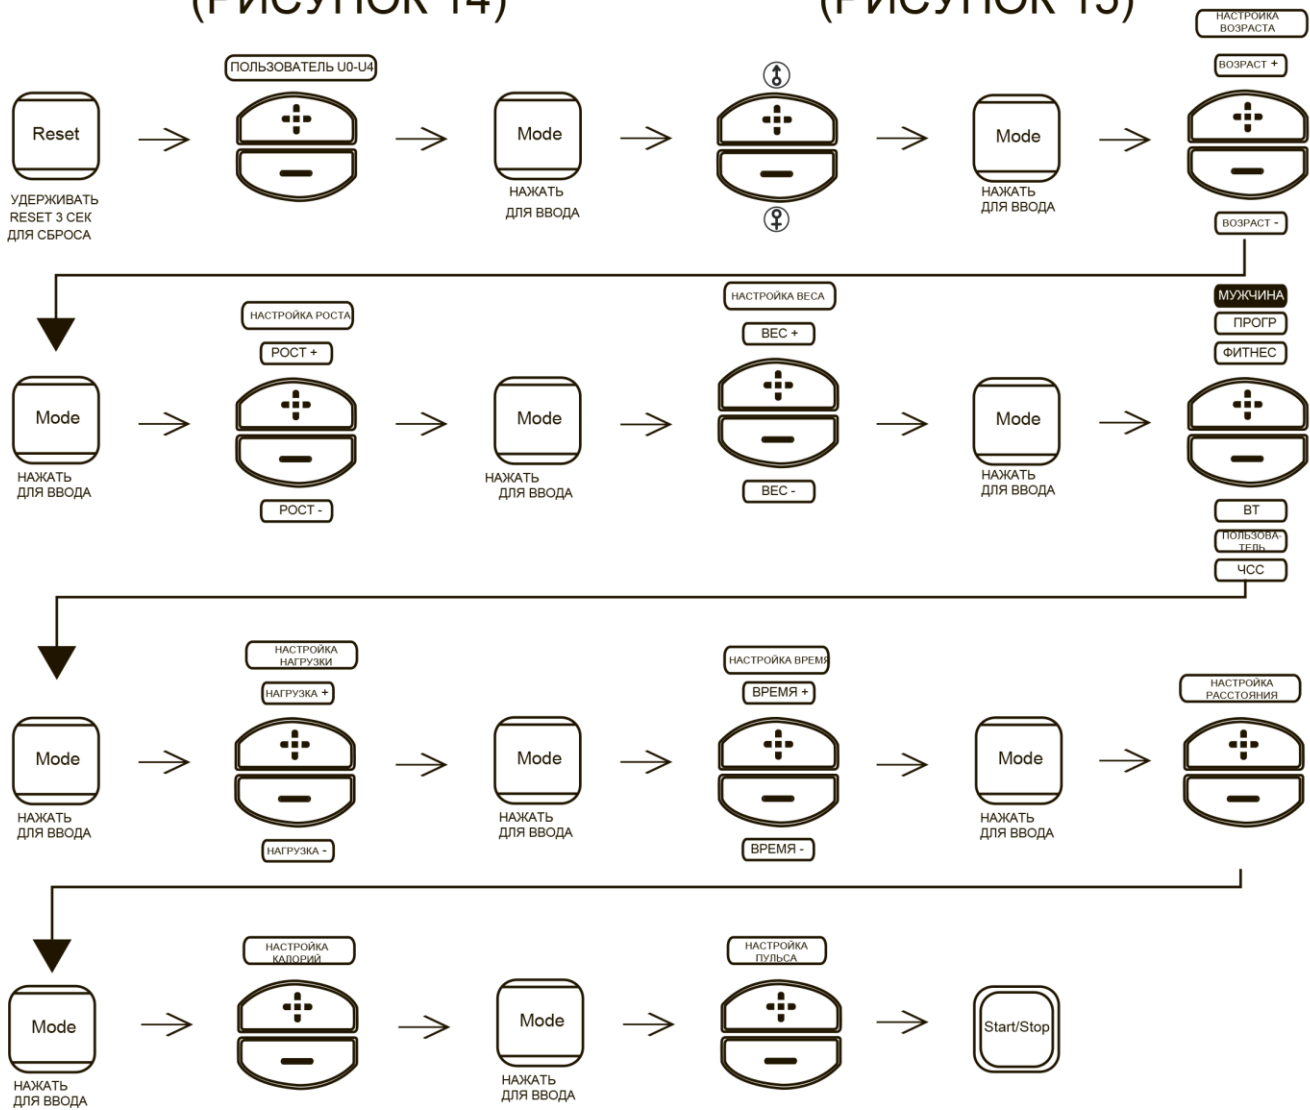 (РИСУНОК 14)
(РИСУНОК 15)
ПОЛЬЗОВАТЕЛЬ U0-U4
НАСТРОЙКА
ВОЗРАСТА
ВОЗРАСТ +
Reset
Mode
Mode
УДЕРЖИВАТЬ
RESET 3 СЕК
ДЛЯ СБРОСА
НАЖАТЬ
ДЛЯ ВВОДА
НАЖАТЬ
ДЛЯ ВВОДА
ВОЗРАСТ -
НАСТРОЙКА РОСТА
РОСТ +
НАСТРОЙКА ВЕСА
ВЕС +
МУЖЧИНА
ПРОГР
ФИТНЕС
Mode
Mode
Mode
НАЖАТЬ
ДЛЯ ВВОДА
РОСТ -
НАЖАТЬ
ДЛЯ ВВОДА
ВЕС -
НАЖАТЬ
ДЛЯ ВВОДА
ВТ
ПОЛЬЗОВА-
ТЕЛЬ
ЧСС
НАСТРОЙКА
НАГРУЗКИ
НАГРУЗКА +
НАСТРОЙКА ВРЕМЯ
ВРЕМЯ +
НАСТРОЙКА
РАССТОЯНИЯ
Mode
Mode
Mode
НАЖАТЬ
ДЛЯ ВВОДА
НАГРУЗКА -
НАЖАТЬ
ДЛЯ ВВОДА
ВРЕМЯ -
НАЖАТЬ
ДЛЯ ВВОДА
НАСТРОЙКА
КАЛОРИЙ
НАСТРОЙКА
ПУЛЬСА
Mode
Mode
Start/Stop
НАЖАТЬ
ДЛЯ ВВОДА
НАЖАТЬ
ДЛЯ ВВОДА